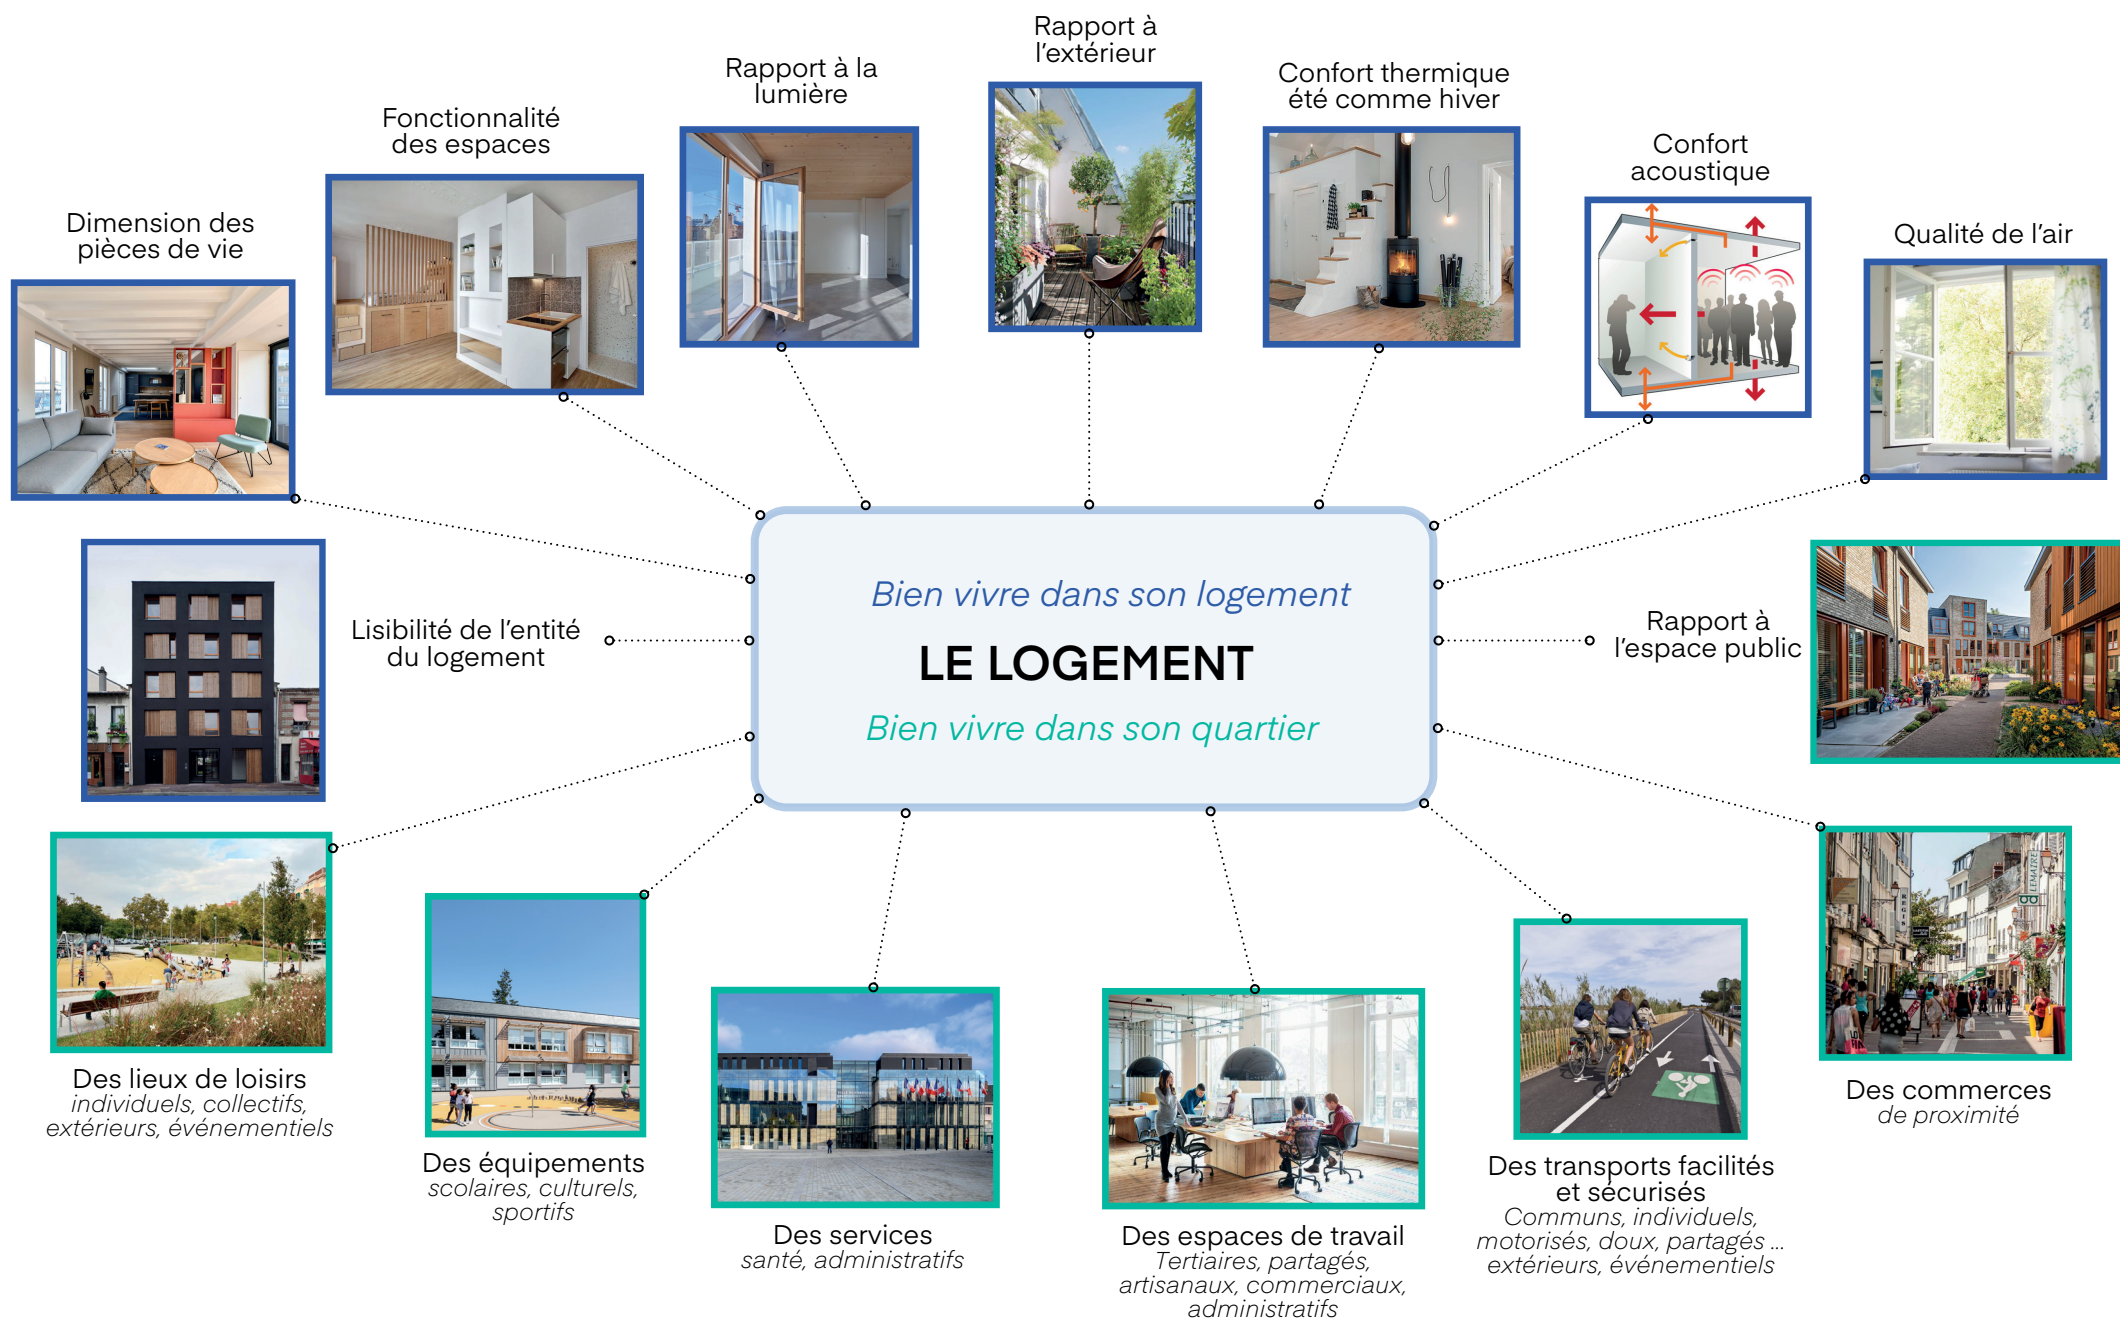 Rapport à
l'extérieur
Rapport à la
lumière
Confort thermique
été comme hiver
Fonctionnalité
des espaces
Confort
acoustique
Dimension des
pièces de vie
Qualité de l'air
Bien vivre dans son logement
LE LOGEMENT
Bien vivre dans son quartier
Lisibilité de l'entité
du logement
Rapport à
l'espace public
LEMAITRE
Des lieux de loisirs
individuels, collectifs,
extérieurs, événementiels
Des équipements
scolaires, culturels,
sportifs
Des services
santé, administratifs
Des espaces de travail
Tertiaires, partagés,
artisanaux, commerciaux,
administratifs
Des transports facilités
et sécurisés
Communs, individuels,
motorisés, doux, partagés ...
extérieurs, événementiels
Des commerces
de proximité